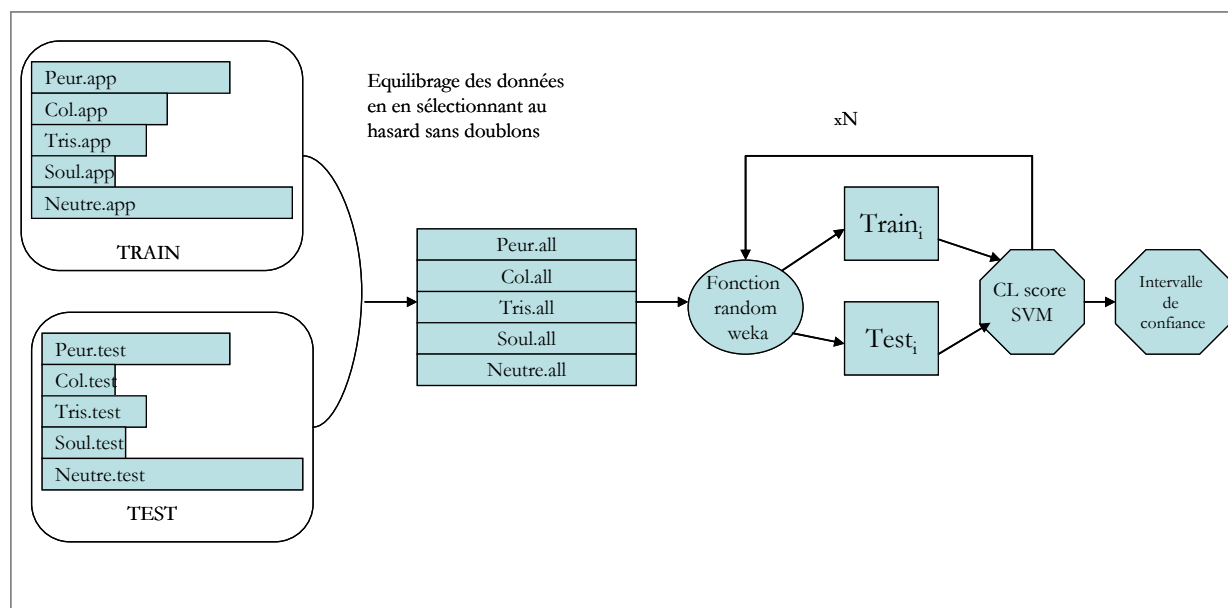 Peur.app
Col.app
Tris.app
Soul.app
Neutre.app
TRAIN
Peur.test
Col.test
Tris.test
Soul.test
Neutre.test
TEST
Equilibrage des données
en en sélectionnant au
hasard sans doublons
Peur.all
Col.all
Tris.all
Soul.all
Neutre.all
xN
Fonction
random
weka
Train_i
Test_i
CL score
SVM
Intervalle
de
confiance